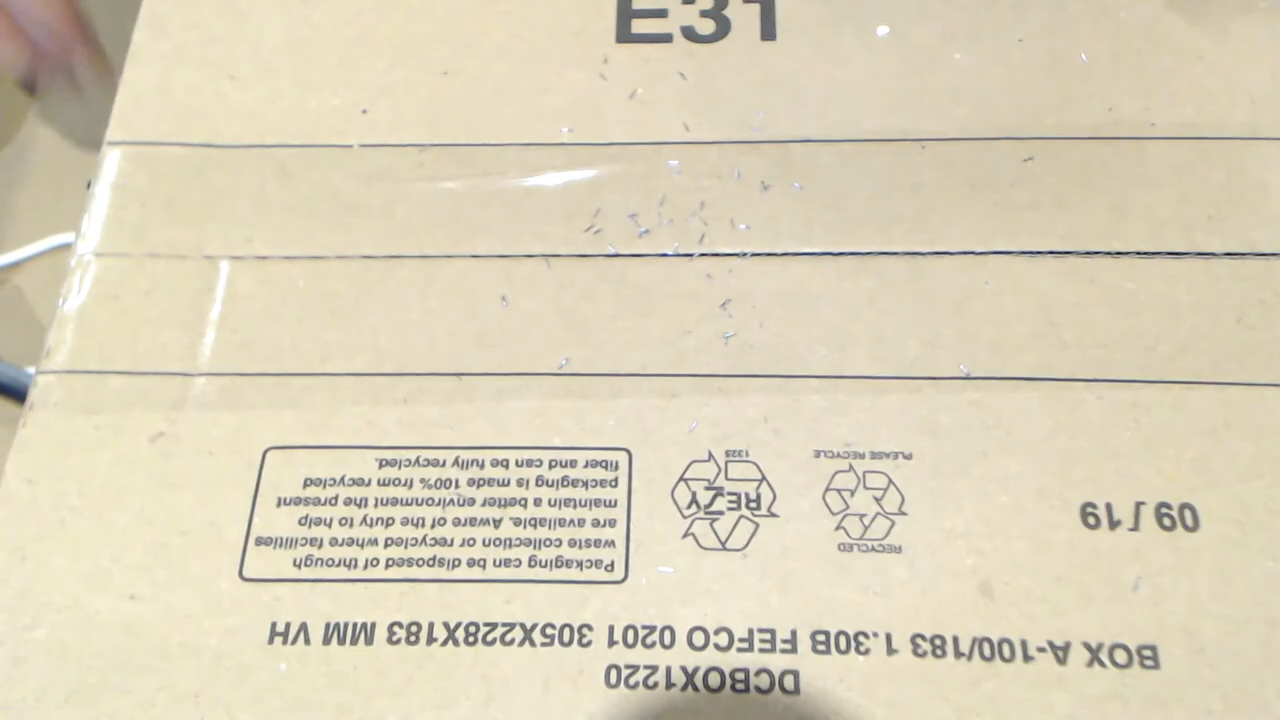 E31
DCBOX1220
BOX A-100/183 1.30B FEFCO 0201 305X228X183 MM VH
09 ∫ 19
RECYCLED
PLEASE RECYCLE
RESY
1325
Packaging can be disposed of through
waste collection or recycled where facilities
are available. Aware of the duty to help
maintain a better environment the present
packaging is made 100% from recycled
fiber and can be fully recycled.